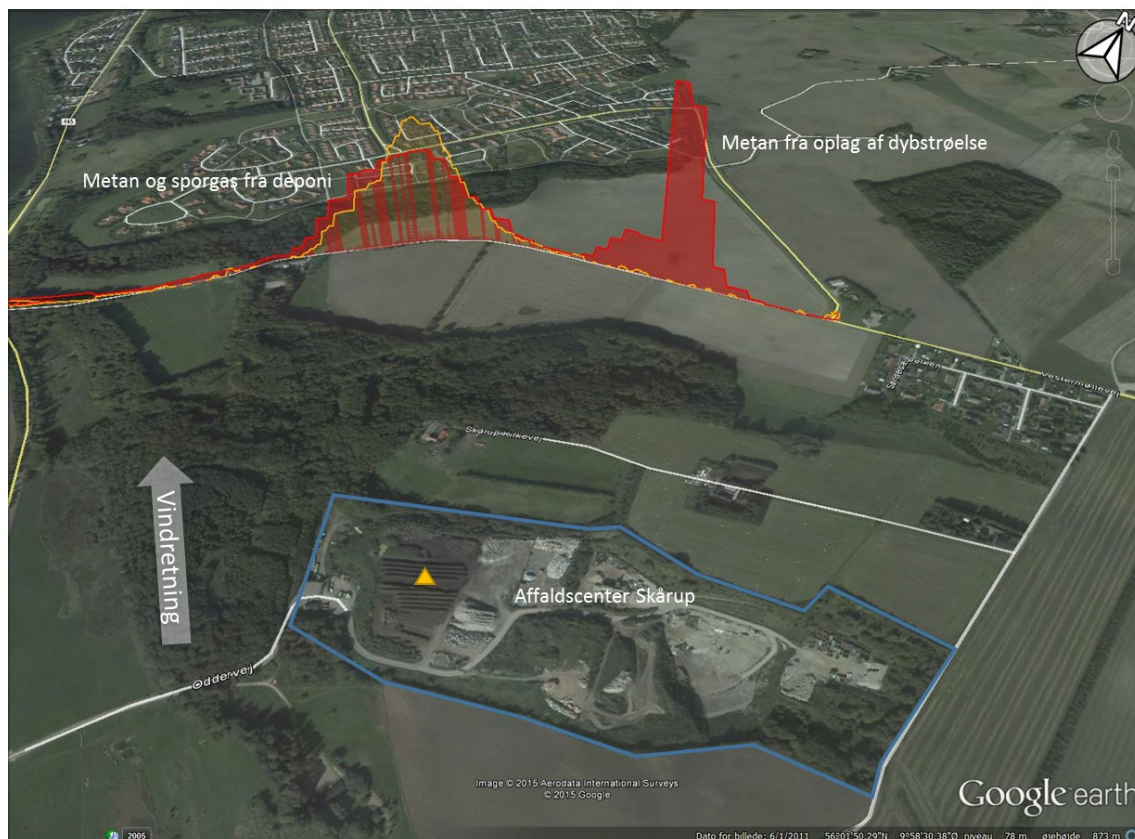 N
445
Metan fra oplag af dybstrøelse
Metan og sporgas fra deponi
Vestermøllevej
Skårup Kirkevej
Vindretning
Affaldscenter Skårup
Oddervej
Image © 2015 Aerodata International Surveys
© 2015 Google
Google earth
2005
Dato for billede: 6/1/2011 56°01'50.29"N 9°58'30.38"Ø niveau 78 m øjehøjde 873 m